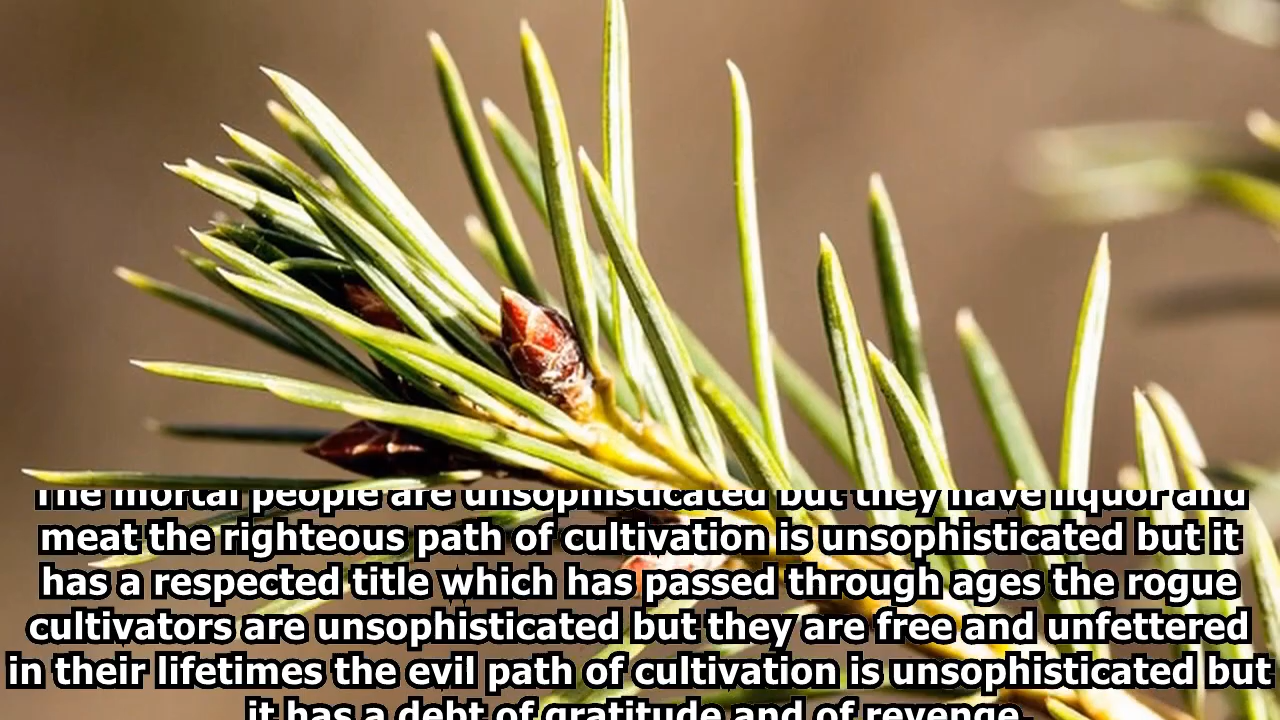 The mortal people are unsophisticated but they have liquor and
meat the righteous path of cultivation is unsophisticated but it
has a respected title which has passed through ages the rogue
cultivators are unsophisticated but they are free and unfettered
in their lifetimes the evil path of cultivation is unsophisticated but
it has a debt of gratitude and of revenge.